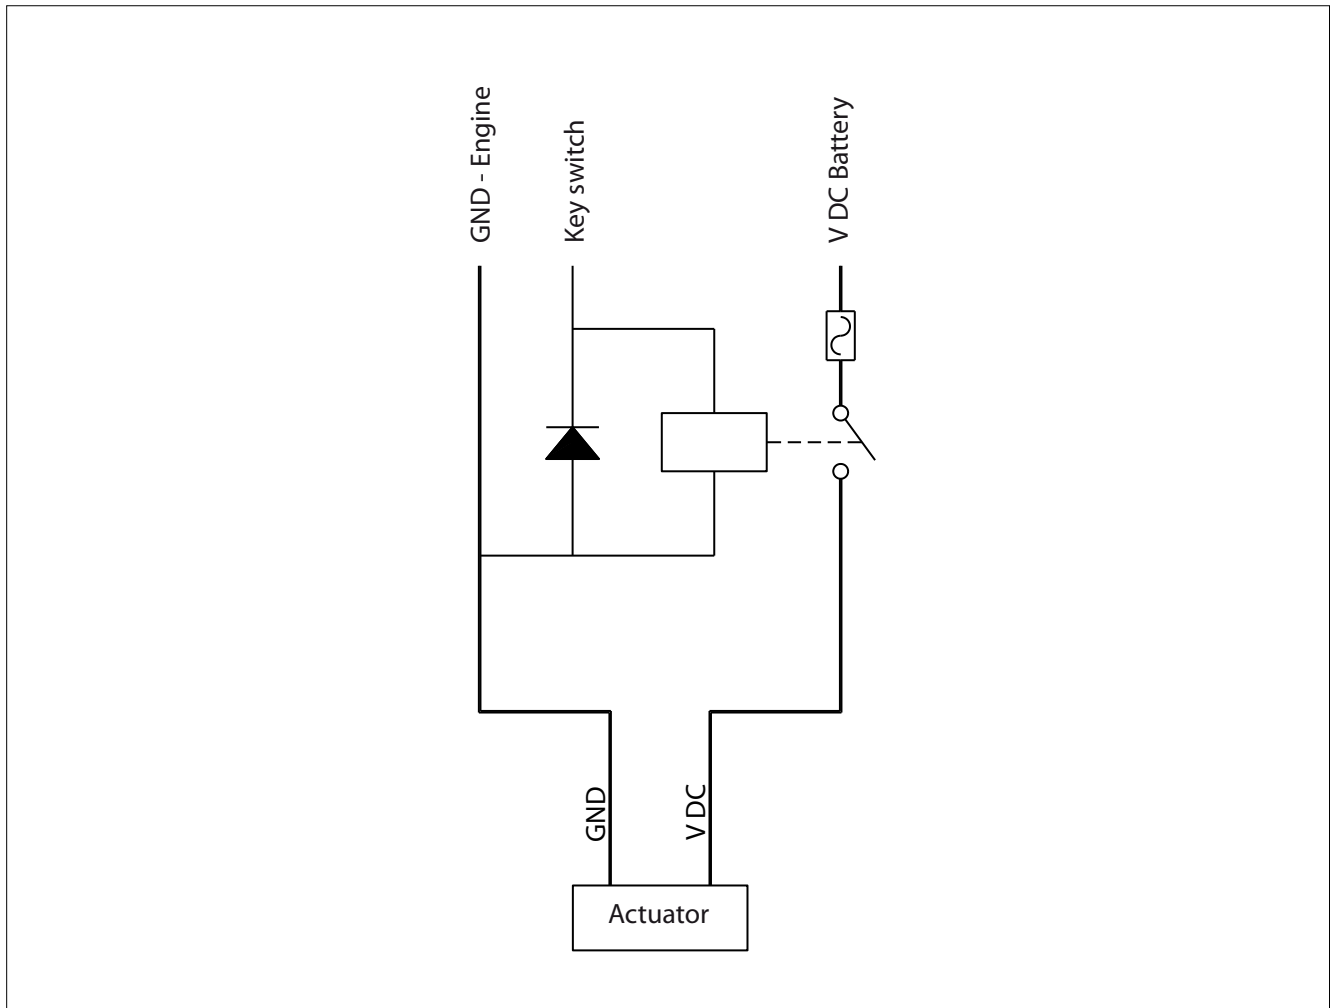 GND - Engine
Key switch
V DC Battery
GND
V DC
Actuator